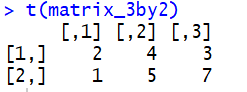 > t(matrix_3by2)
     [,1] [,2] [,3]
[1,]    2    4    3
[2,]    1    5    7